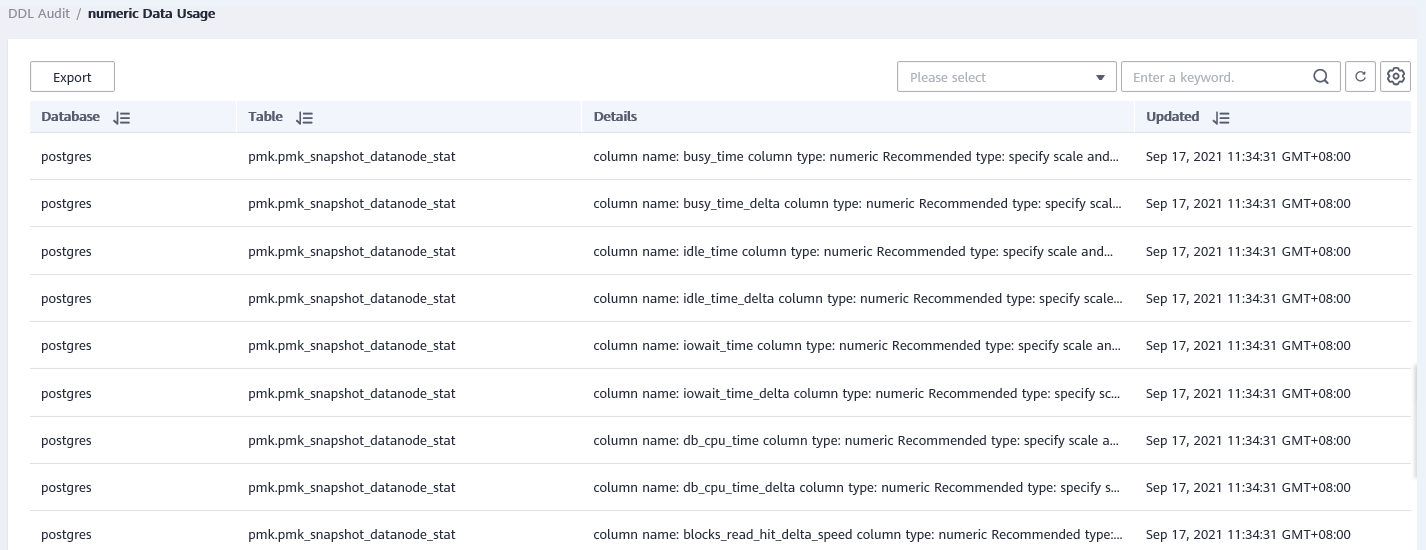 DDL Audit / numeric Data Usage
Export Please select Enter a keyword.
Database Table Details Updated
postgres pmk.pmk_snapshot_datanode_stat column name: busy_time column type: numeric Recommended type: specify scale and... Sep 17, 2021 11:34:31 GMT+08:00
postgres pmk.pmk_snapshot_datanode_stat column name: busy_time_delta column type: numeric Recommended type: specify scal... Sep 17, 2021 11:34:31 GMT+08:00
postgres pmk.pmk_snapshot_datanode_stat column name: idle_time column type: numeric Recommended type: specify scale and... Sep 17, 2021 11:34:31 GMT+08:00
postgres pmk.pmk_snapshot_datanode_stat column name: idle_time_delta column type: numeric Recommended type: specify scale... Sep 17, 2021 11:34:31 GMT+08:00
postgres pmk.pmk_snapshot_datanode_stat column name: iowait_time column type: numeric Recommended type: specify scale an... Sep 17, 2021 11:34:31 GMT+08:00
postgres pmk.pmk_snapshot_datanode_stat column name: iowait_time_delta column type: numeric Recommended type: specify sc... Sep 17, 2021 11:34:31 GMT+08:00
postgres pmk.pmk_snapshot_datanode_stat column name: db_cpu_time column type: numeric Recommended type: specify scale a... Sep 17, 2021 11:34:31 GMT+08:00
postgres pmk.pmk_snapshot_datanode_stat column name: db_cpu_time_delta column type: numeric Recommended type: specify s... Sep 17, 2021 11:34:31 GMT+08:00
postgres pmk.pmk_snapshot_datanode_stat column name: blocks_read_hit_delta_speed column type: numeric Recommended type:... Sep 17, 2021 11:34:31 GMT+08:00